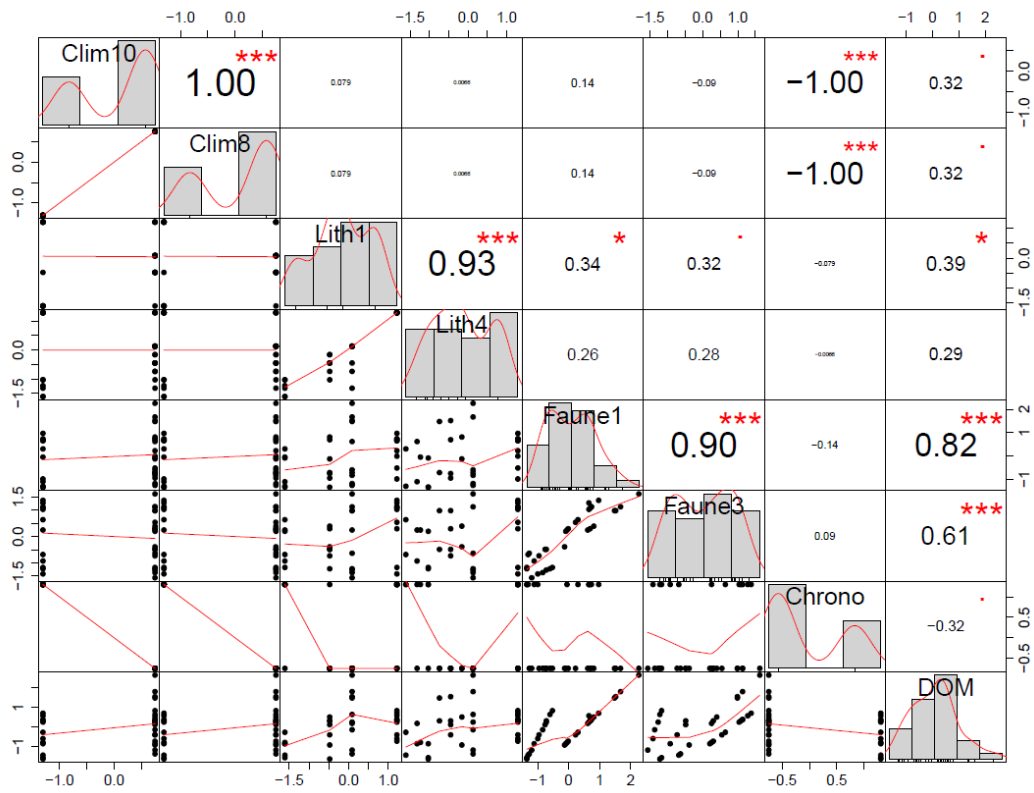 −1.0 0.0 −1.5 0.0 1.0 −1.5 0.0 1.0 −1 0 1 2
Clim10 1.00 *** 0.079 0.0066 0.14 −0.09 −1.00 *** 0.32 . 0.0 −1.0
0.0 −1.0 Clim8 0.079 0.0066 0.14 −0.09 −1.00 *** 0.32 .
Lith1 0.93 *** 0.34 * 0.32 . −0.079 0.39 * 0.0 −1.5
0.0 −1.5 Lith4 0.26 0.28 −0.0066 0.29
Faune1 0.90 *** −0.14 0.82 *** 2 1 −1
1.5 0.0 −1.5 Faune3 0.09 0.61 ***
Chrono −0.32 . 0.5 −0.5
1 −1 DOM
−1.0 0.0 −1.5 0.0 1.0 −1 0 1 2 −0.5 0.5